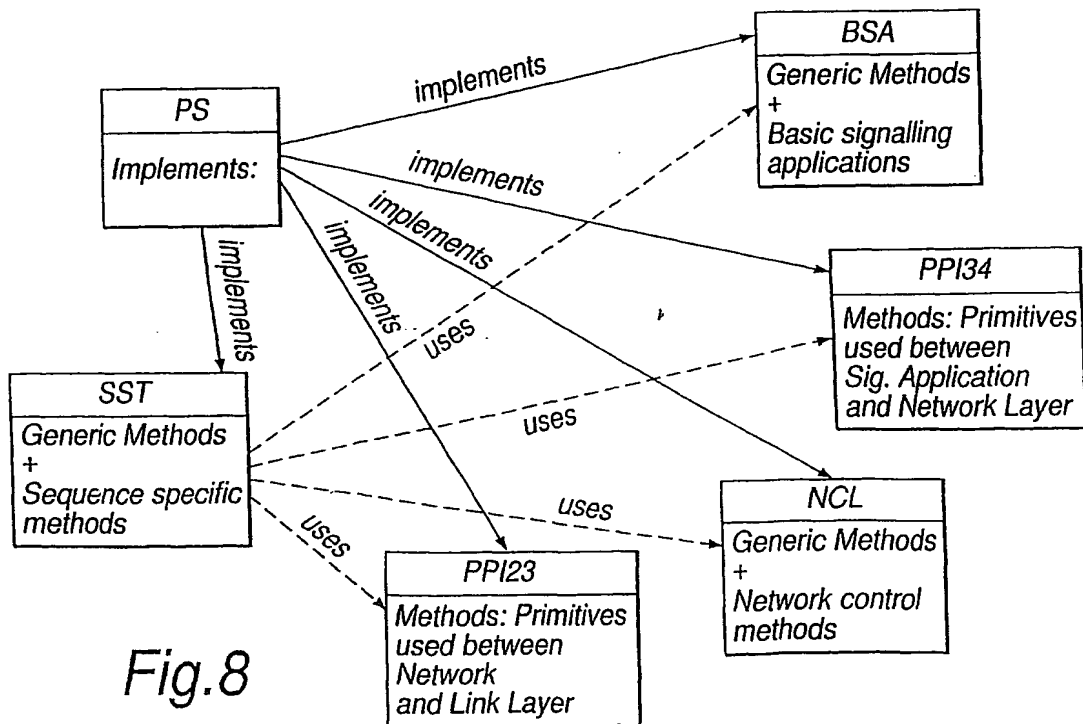 BSA
Generic Methods
+
Basic signalling
applications
implements
PS
Implements:
implements
implements
implements
implements
PPI34
Methods: Primitives
used between
Sig. Application
and Network Layer
uses
uses
SST
Generic Methods
+
Sequence specific
methods
uses
uses
NCL
Generic Methods
+
Network control
methods
PPI23
Methods: Primitives
used between
Network
and Link Layer
Fig.8